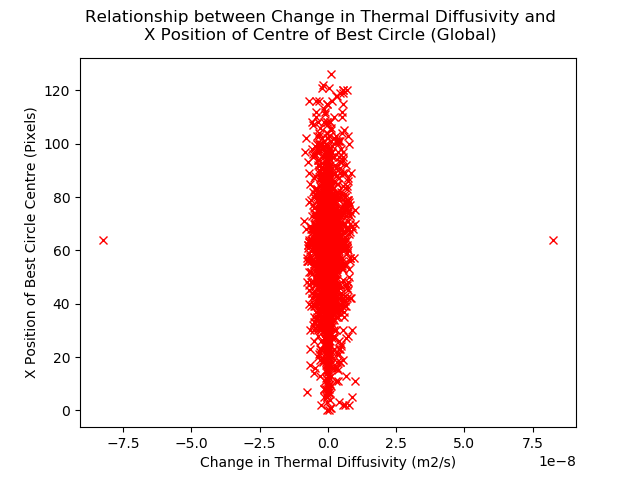 Relationship between Change in Thermal Diffusivity and
X Position of Centre of Best Circle (Global)
X Position of Best Circle Centre (Pixels)
120
100
80
60
40
20
0
−7.5 −5.0 −2.5 0.0 2.5 5.0 7.5
1e−8
Change in Thermal Diffusivity (m2/s)